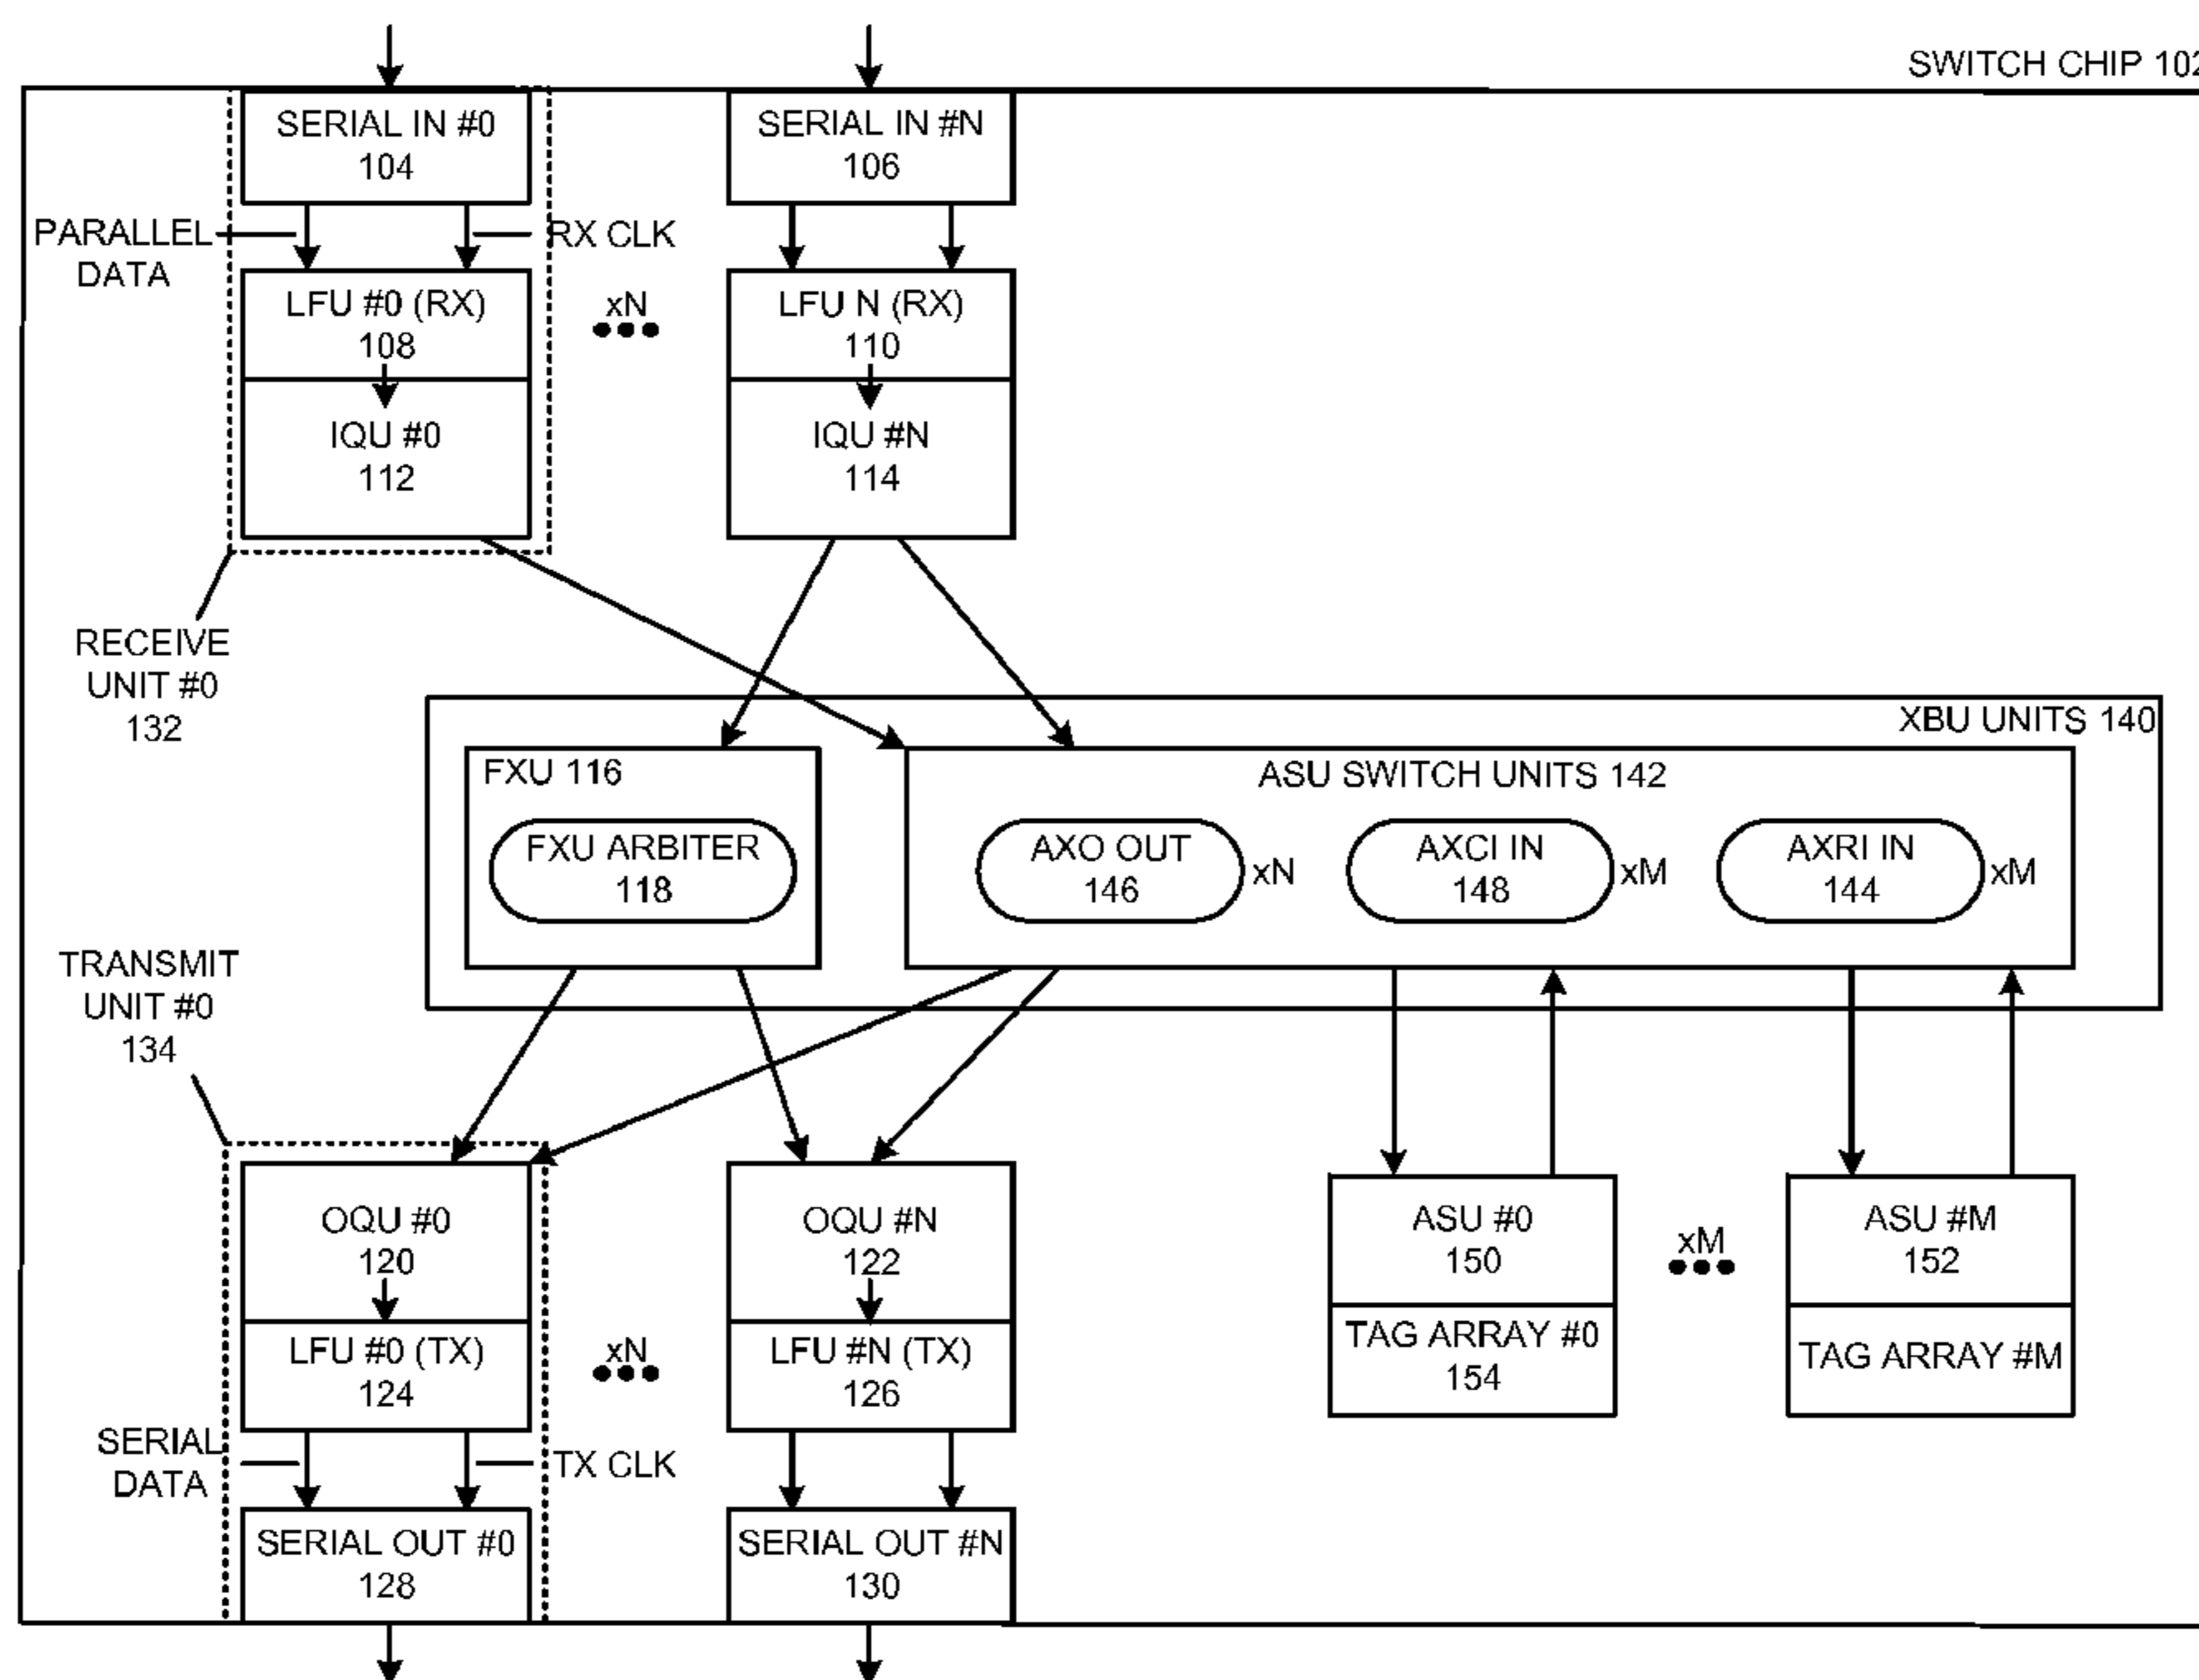 SWITCH CHIP 102
SERIAL IN #0
104
SERIAL IN #N
106
PARALLEL
DATA
RX CLK
LFU #0 (RX)
108
xN
LFU N (RX)
110
IQU #0
112
IQU #N
114
RECEIVE
UNIT #0
132
XBU UNITS 140
FXU 116
FXU ARBITER
118
ASU SWITCH UNITS 142
AXO OUT
146
xN
AXCI IN
148
xM
AXRI IN
144
xM
TRANSMIT
UNIT #0
134
OQU #0
120
OQU #N
122
ASU #0
150
xM
ASU #M
152
LFU #0 (TX)
124
xN
LFU #N (TX)
126
TAG ARRAY #0
154
TAG ARRAY #M
SERIAL
DATA
TX CLK
SERIAL OUT #0
128
SERIAL OUT #N
130